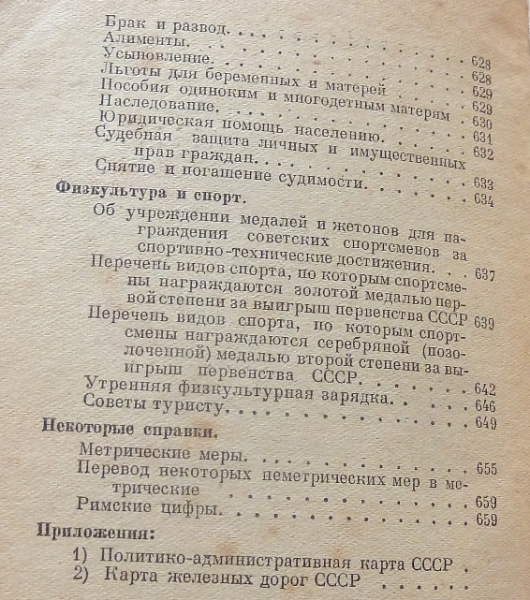 Брак и развод. . . . . . . . . . . . 628
Алименты. . . . . . . . . . . . . . 628
Усыновление. . . . . . . . . . . . 629
Льготы для беременных и матерей 629
Пособия одиноким и многодетным матерям 630
Наследование. . . . . . . . . . . . 631
Юридическая помощь населению. . . . . 632
Судебная защита личных и имущественных
прав граждан. . . . . . . . . . . . 633
Снятие и погашение судимости. . . . . . 634
Физкультура и спорт.
Об учреждении медалей и жетонов для на-
граждения советских спортсменов за
спортивно-технические достижения. . . 637
Перечень видов спорта, по которым спортсме-
ны награждаются золотой медалью пер-
вой степени за выигрыш первенства СССР 639
Перечень видов спорта, по которым спорт-
смены награждаются серебряной (позо-
лоченной) медалью второй степени за вы-
игрыш первенства СССР. . . . . . . 642
Утренняя физкультурная зарядка. . . . . 646
Советы туристу. . . . . . . . . . . . 649
Некоторые справки.
Метрические меры. . . . . . . . . . . 655
Перевод некоторых неметрических мер в ме-
трические . . . . . . . . . . . . 659
Римские цифры. . . . . . . . . . . . 659
Приложения:
1) Политико-административная карта СССР .
2) Карта железных дорог СССР . . . . . .